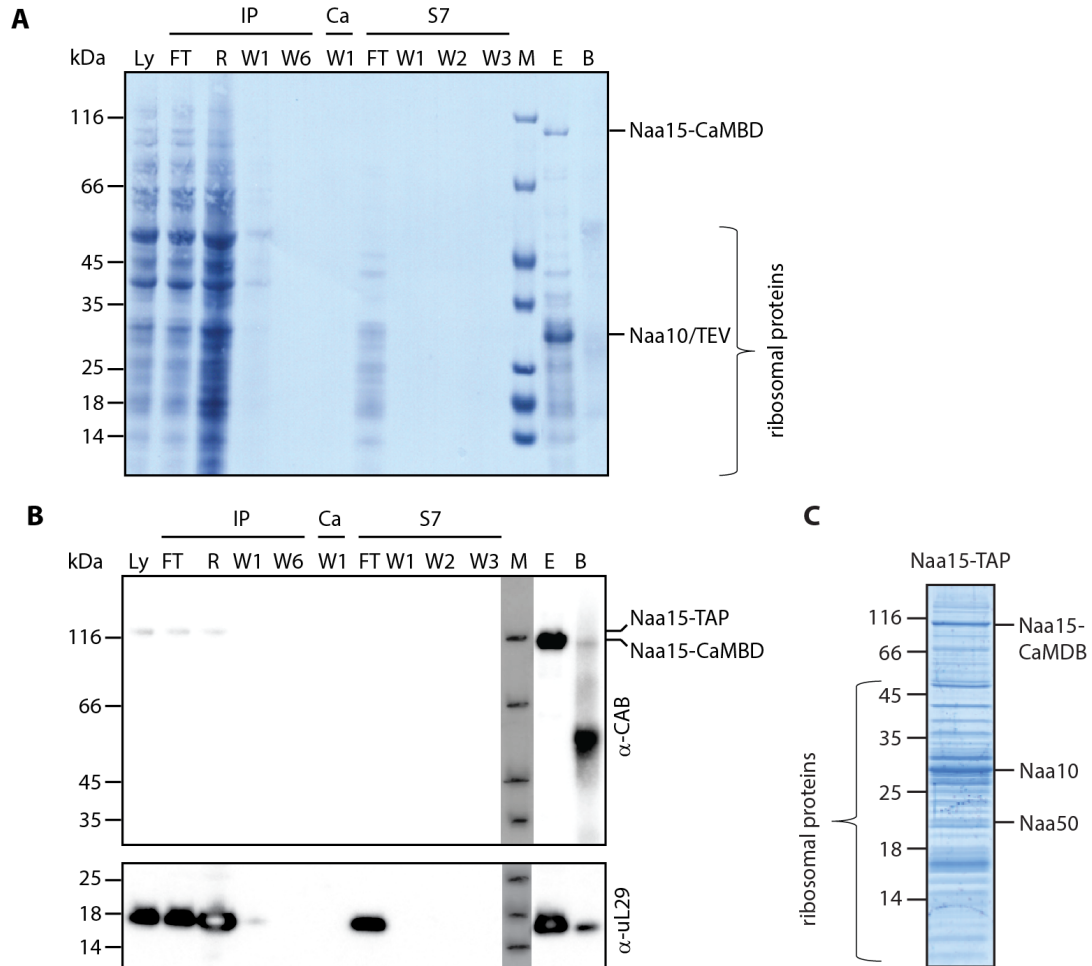 A
IP Ca S7
kDa Ly FT R W1 W6 W1 FT W1 W2 W3 M E B
116
66
45
35
25
18
14
Naa15-CaMBD
Naa10/TEV
ribosomal proteins
B
IP Ca S7
kDa Ly FT R W1 W6 W1 FT W1 W2 W3 M E B
116
66
45
35
Naa15-TAP
Naa15-CaMBD
α-CAB
25
18
14
α-uL29
C
Naa15-TAP
116
66
45
35
25
18
14
Naa15-
CaMDB
Naa10
Naa50
ribosomal proteins